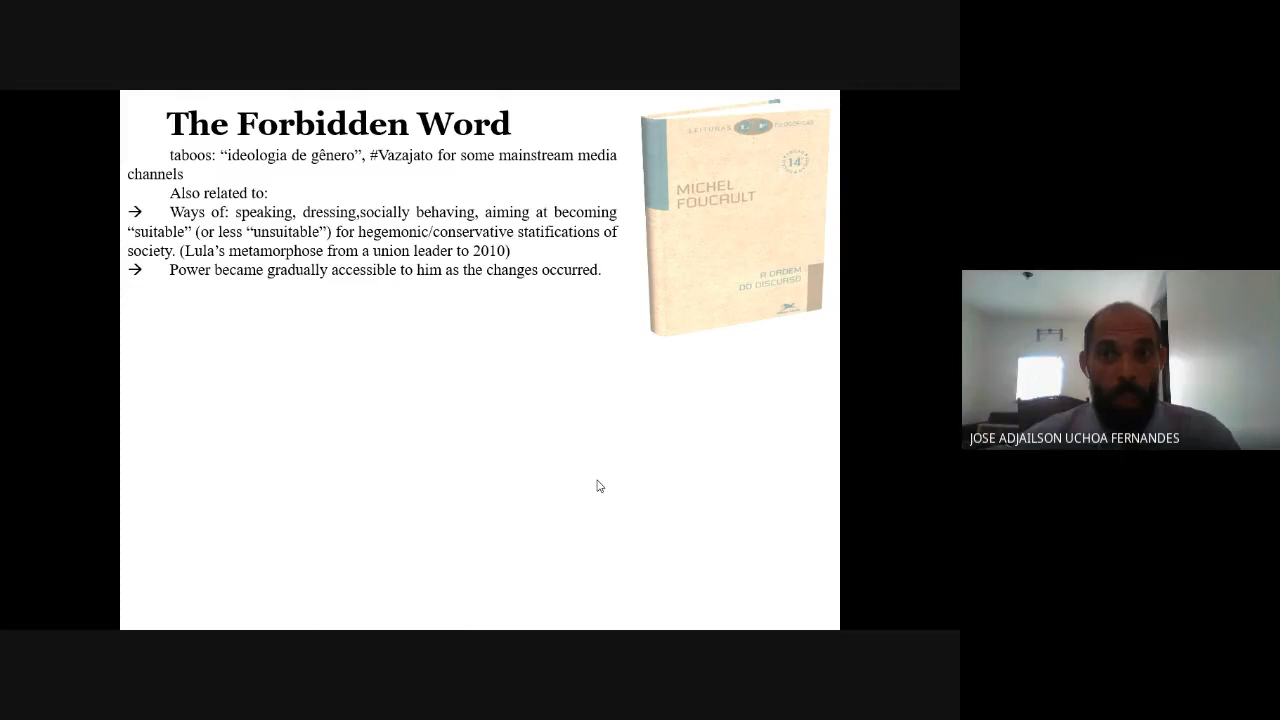 The Forbidden Word
taboos: “ideologia de gênero”, #Vazajato for some mainstream media
channels
Also related to:
→ Ways of: speaking, dressing,socially behaving, aiming at becoming
“suitable” (or less “unsuitable”) for hegemonic/conservative statifications of
society. (Lula’s metamorphose from a union leader to 2010)
→ Power became gradually accessible to him as the changes occurred.
LEITURAS FILOSÓFICAS
14ª
MICHEL
FOUCAULT
A ORDEM
DO DISCURSO
JOSE ADJAILSON UCHOA FERNANDES